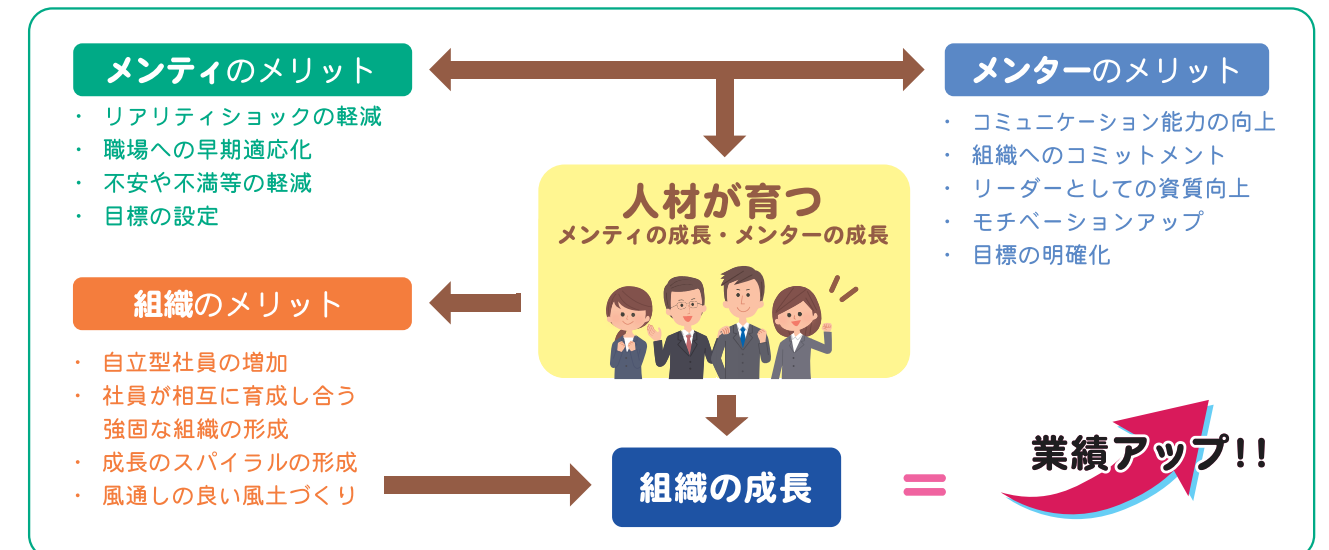 メンティのメリット
・ リアリティショックの軽減
・ 職場への早期適応化
・ 不安や不満等の軽減
・ 目標の設定
メンターのメリット
・ コミュニケーション能力の向上
・ 組織へのコミットメント
・ リーダーとしての資質向上
・ モチベーションアップ
・ 目標の明確化
人材が育つ
メンティの成長・メンターの成長
組織のメリット
・ 自立型社員の増加
・ 社員が相互に育成し合う
強固な組織の形成
・ 成長のスパイラルの形成
・ 風通しの良い風土づくり
組織の成長
=
業績アップ!!